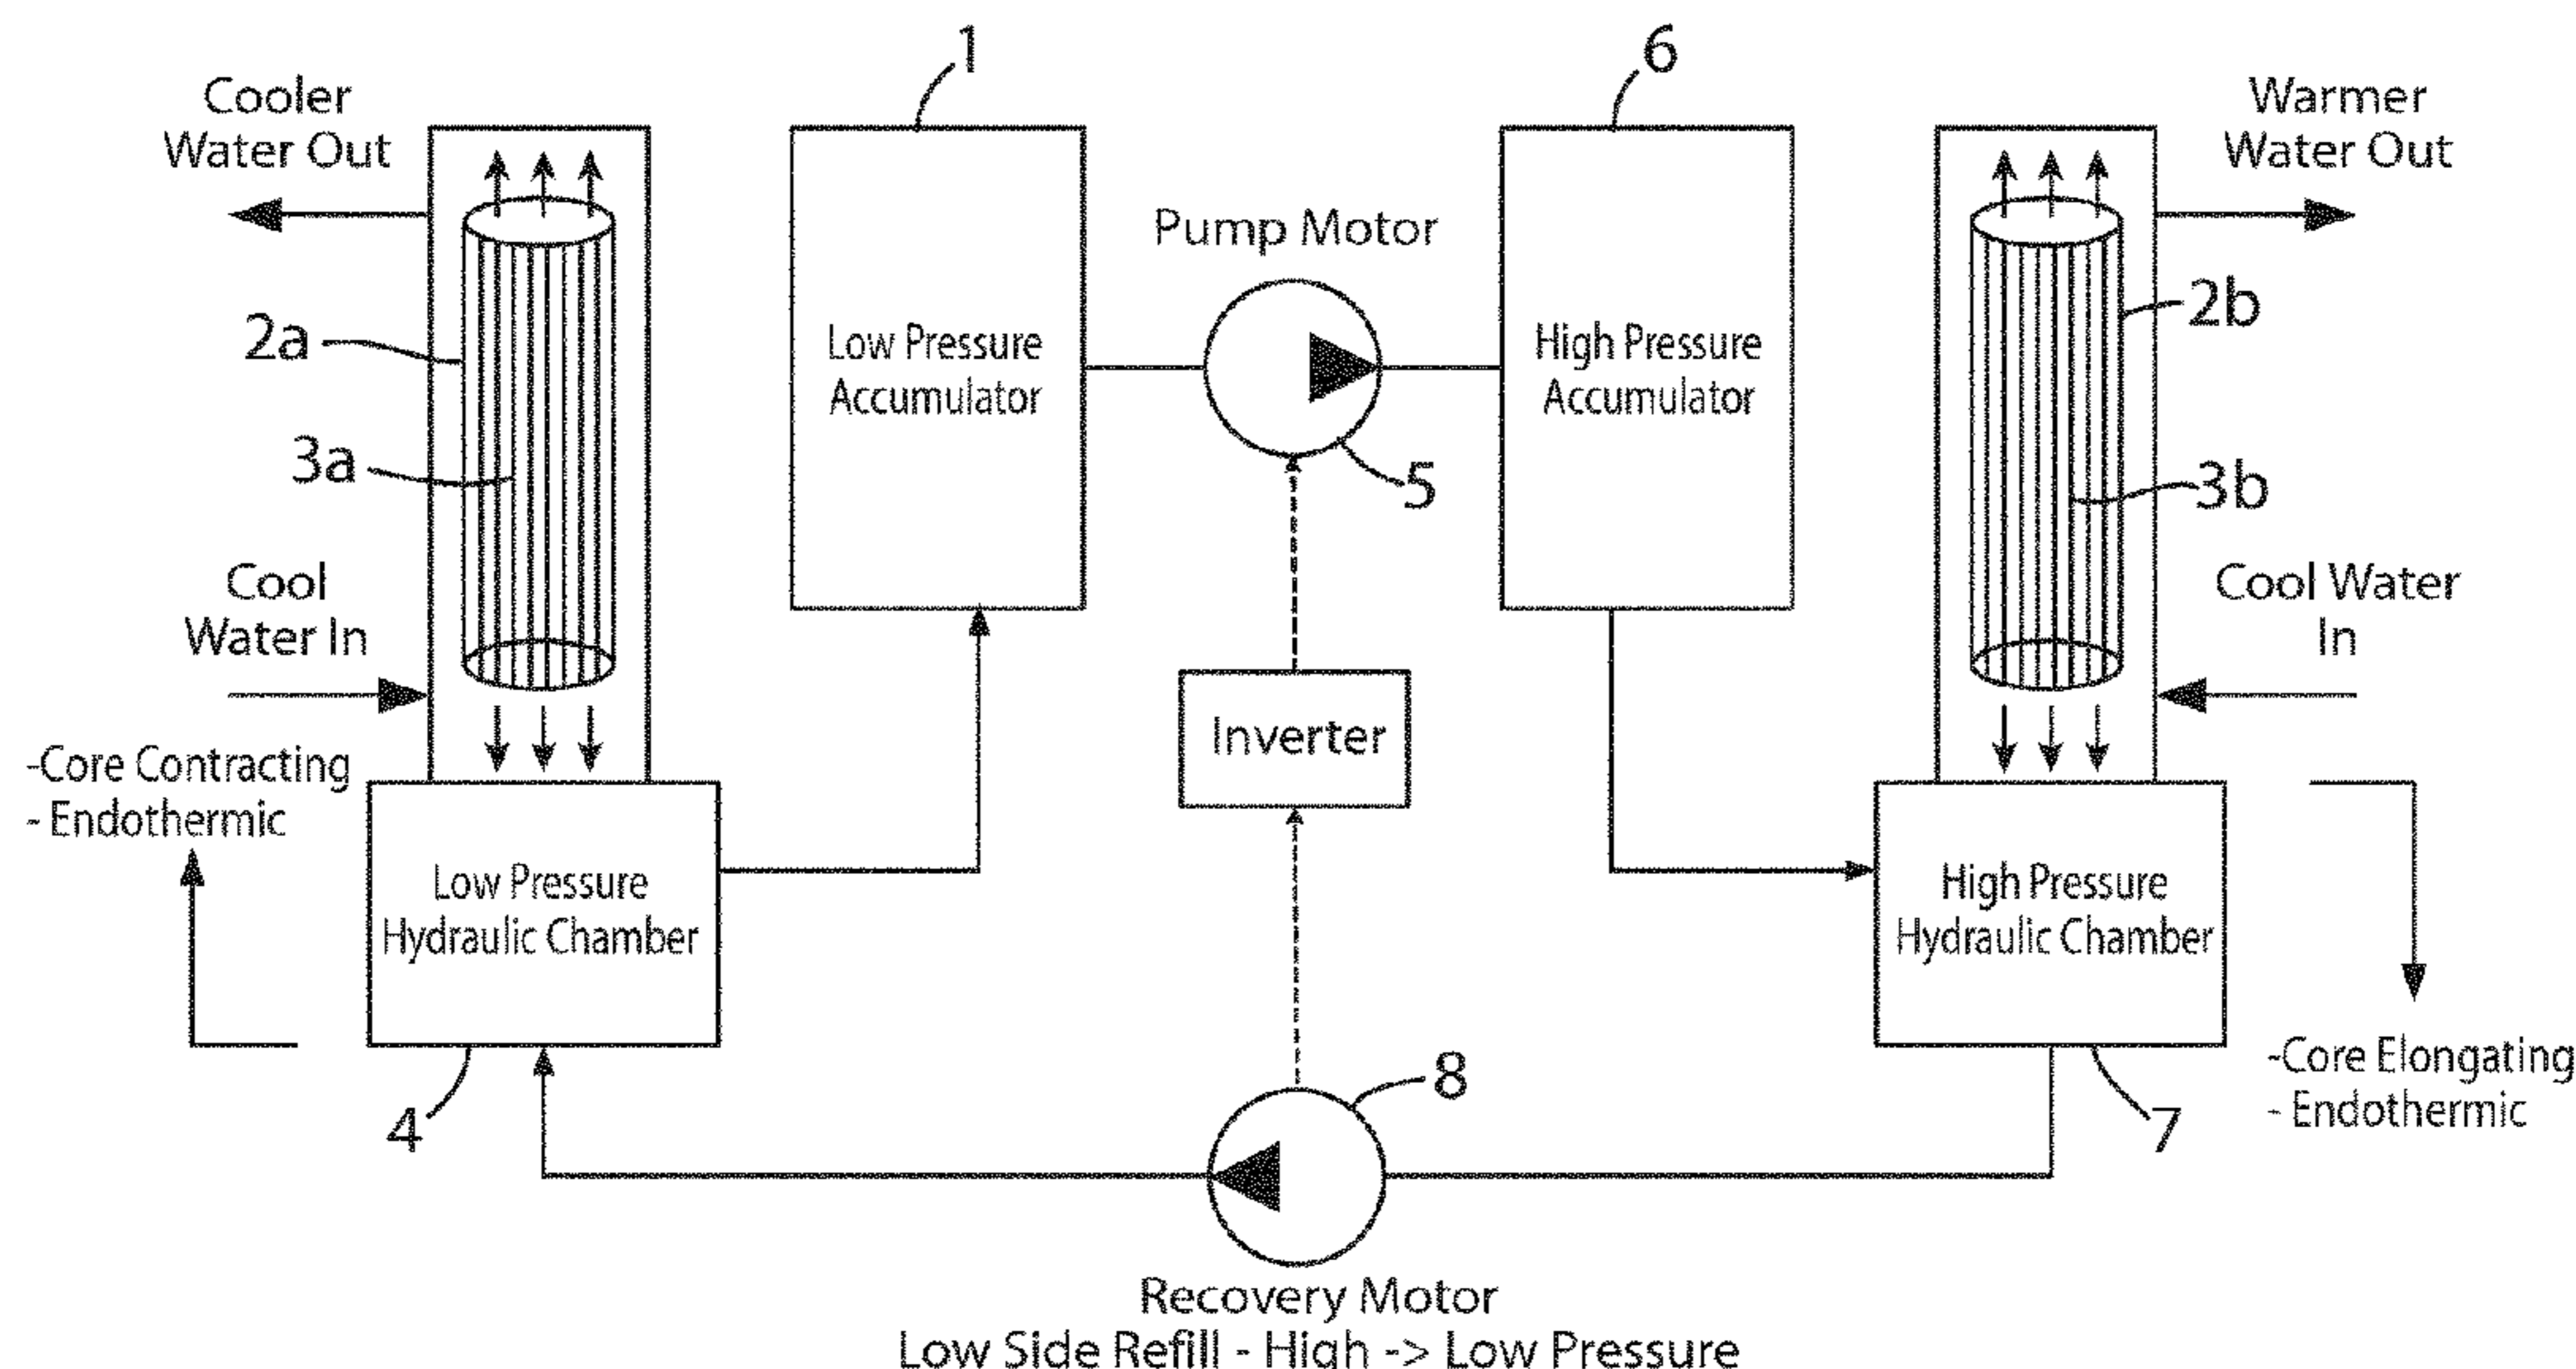 1
6
Cooler
Water Out
Warmer
Water Out
Pump Motor
2a
Low Pressure
Accumulator
High Pressure
Accumulator
2b
3a
5
3b
Cool
Water In
Cool Water
In
Inverter
-Core Contracting
- Endothermic
Low Pressure
Hydraulic Chamber
High Pressure
Hydraulic Chamber
-Core Elongating
- Endothermic
4
8
7
Recovery Motor
Low Side Refill - High -> Low Pressure